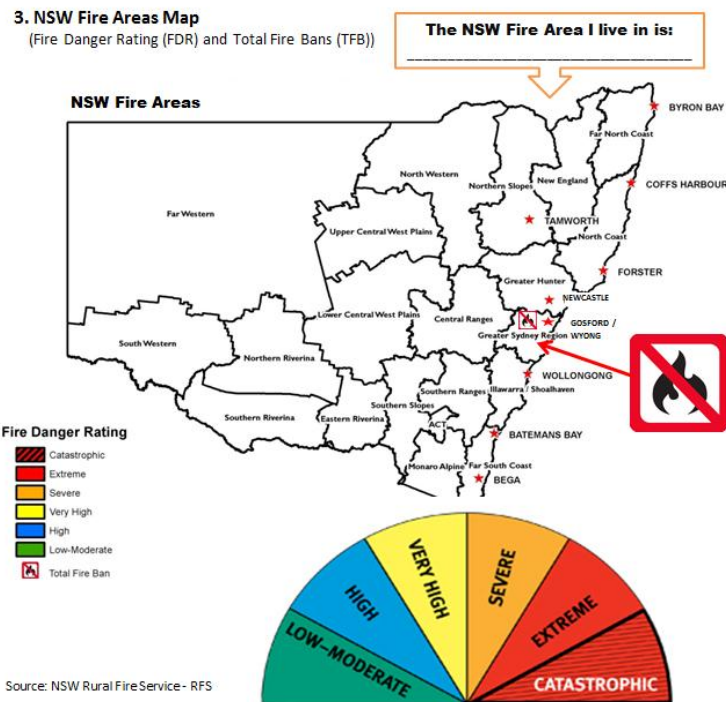 3. NSW Fire Areas Map
(Fire Danger Rating (FDR) and Total Fire Bans (TFB))
The NSW Fire Area I live in is:
____________________________________
NSW Fire Areas
BYRON BAY
Far North Coast
North Western
Northern Slopes
New England
COFFS HARBOUR
Far Western
TAMWORTH
Upper Central West Plains
North Coast
FORSTER
Greater Hunter
NEWCASTLE
Lower Central West Plains
Central Ranges
GOSFORD /
WYONG
Greater Sydney Region
South Western
Northern Riverina
WOLLONGONG
Southern Ranges
Illawarra / Shoalhaven
Southern Slopes
Southern Riverina
Eastern Riverina
ACT
BATEMANS BAY
Monaro Alpine
Far South Coast
BEGA
Fire Danger Rating
Catastrophic
Extreme
Severe
Very High
High
Low-Moderate
Total Fire Ban
LOW–MODERATE
HIGH
VERY HIGH
SEVERE
EXTREME
CATASTROPHIC
Source: NSW Rural Fire Service - RFS